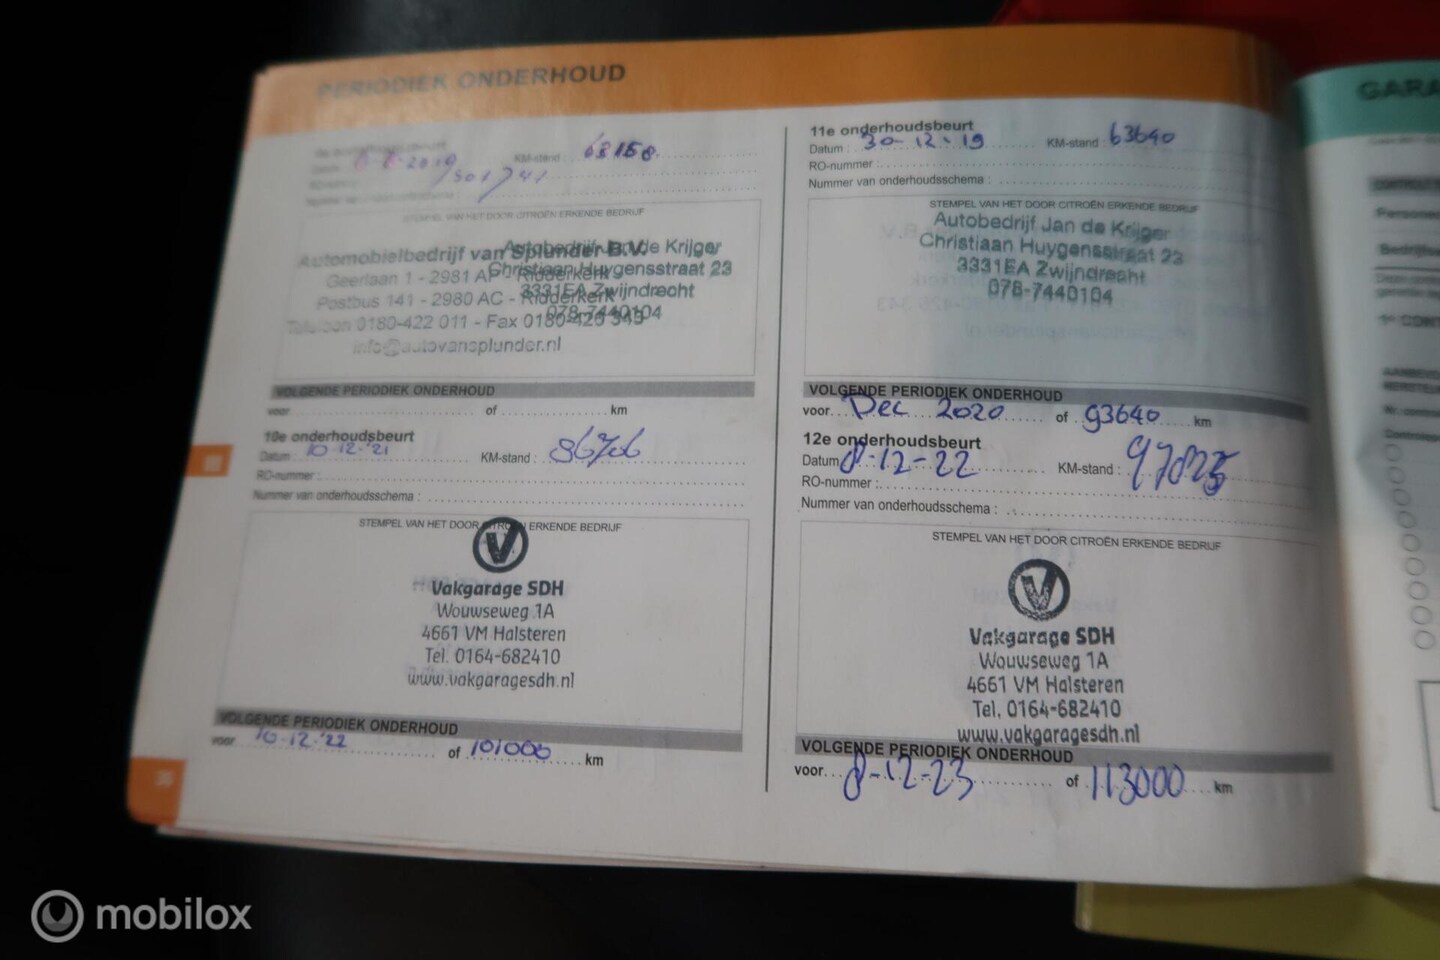 PERIODIEK ONDERHOUD
KM-stand 63168
STEMPEL VAN HET DOOR CITROËN ERKENDE BEDRIJF
Automobielbedrijf van Splunder B.V.
Geerlaan 1 - 2981 AP - Ridderkerk
Postbus 141 - 2980 AC - Ridderkerk
Telefoon 0180-422 011 - Fax 0180-426 343
info@autovansplunder.nl
Autobedrijf Jan de Krijger
Christiaan Huygensstraat 23
3331EA Zwijndrecht
078-7440104
VOLGENDE PERIODIEK ONDERHOUD
voor of km
10e onderhoudsbeurt
Datum 10-12-'21 KM-stand : 86706
RO-nummer :
Nummer van onderhoudsschema :
STEMPEL VAN HET DOOR CITROËN ERKENDE BEDRIJF
V
Vakgarage SDH
Wouwseweg 1A
4661 VM Halsteren
Tel. 0164-682410
www.vakgaragesdh.nl
VOLGENDE PERIODIEK ONDERHOUD
voor 10-12-'22 of 101000 km
11e onderhoudsbeurt
Datum : 30-12-19 KM-stand : 63640
RO-nummer :
Nummer van onderhoudsschema :
STEMPEL VAN HET DOOR CITROËN ERKENDE BEDRIJF
Autobedrijf Jan de Krijger
Christiaan Huygensstraat 23
3331EA Zwijndrecht
078-7440104
VOLGENDE PERIODIEK ONDERHOUD
voor Dec 2020 of 93640 km
12e onderhoudsbeurt
Datum 8-12-22 KM-stand : 97825
RO-nummer :
Nummer van onderhoudsschema :
STEMPEL VAN HET DOOR CITROËN ERKENDE BEDRIJF
V
Vakgarage SDH
Wouwseweg 1A
4661 VM Halsteren
Tel. 0164-682410
www.vakgaragesdh.nl
VOLGENDE PERIODIEK ONDERHOUD
voor 8-12-23 of 113000 km
GARA
mobilox